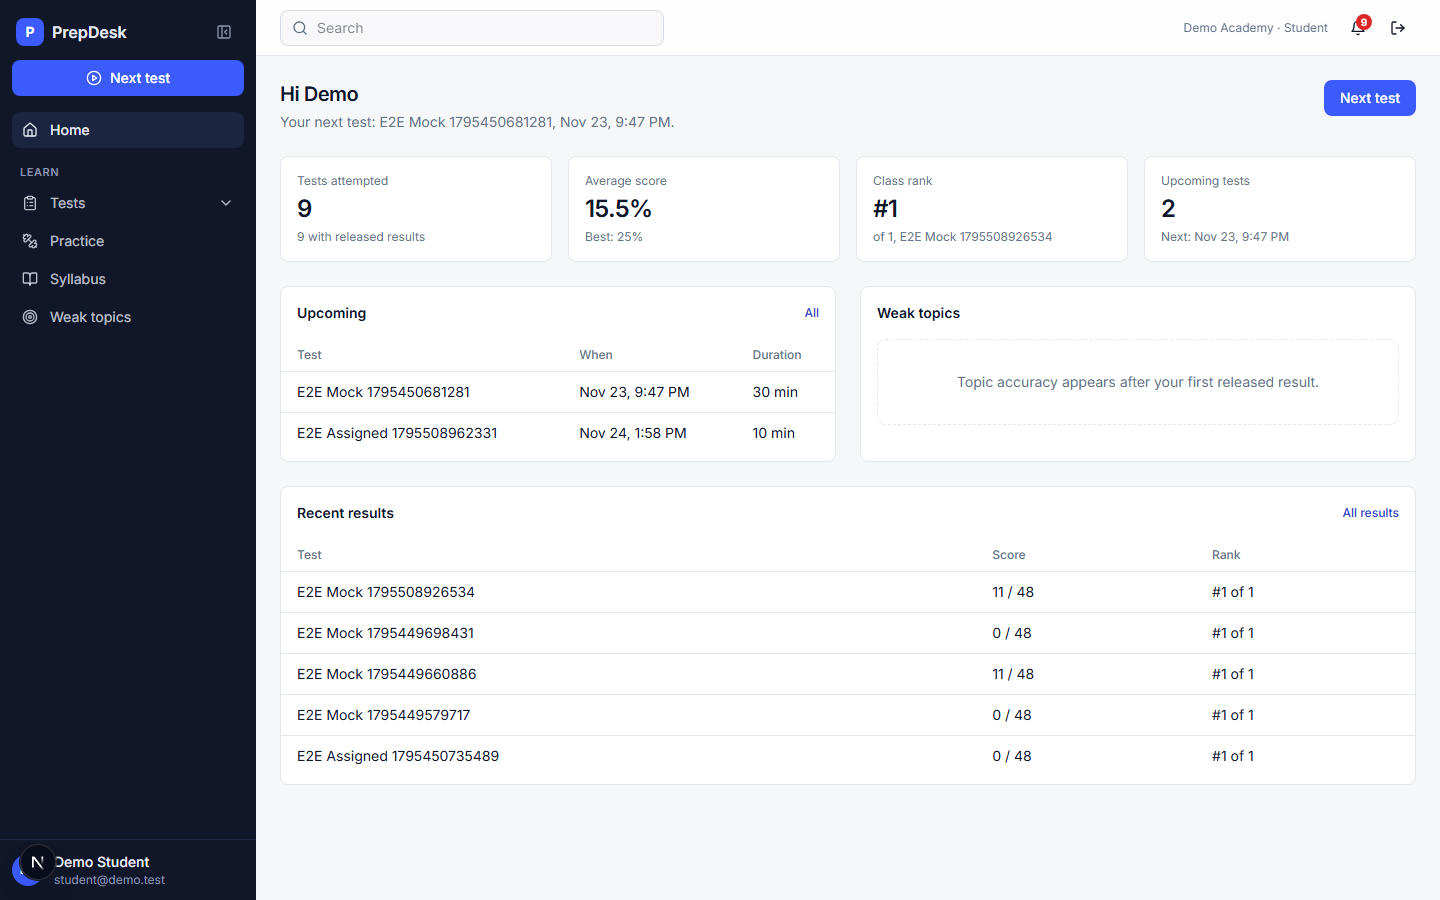 P PrepDesk
Next test
Home
LEARN
Tests
Practice
Syllabus
Weak topics
N Demo Student
student@demo.test
Search
Demo Academy · Student
9
Hi Demo
Your next test: E2E Mock 1795450681281, Nov 23, 9:47 PM.
Next test
Tests attempted
9
9 with released results
Average score
15.5%
Best: 25%
Class rank
#1
of 1, E2E Mock 1795508926534
Upcoming tests
2
Next: Nov 23, 9:47 PM
Upcoming All
Test When Duration
E2E Mock 1795450681281 Nov 23, 9:47 PM 30 min
E2E Assigned 1795508962331 Nov 24, 1:58 PM 10 min
Weak topics
Topic accuracy appears after your first released result.
Recent results All results
Test Score Rank
E2E Mock 1795508926534 11 / 48 #1 of 1
E2E Mock 1795449698431 0 / 48 #1 of 1
E2E Mock 1795449660886 11 / 48 #1 of 1
E2E Mock 1795449579717 0 / 48 #1 of 1
E2E Assigned 1795450735489 0 / 48 #1 of 1